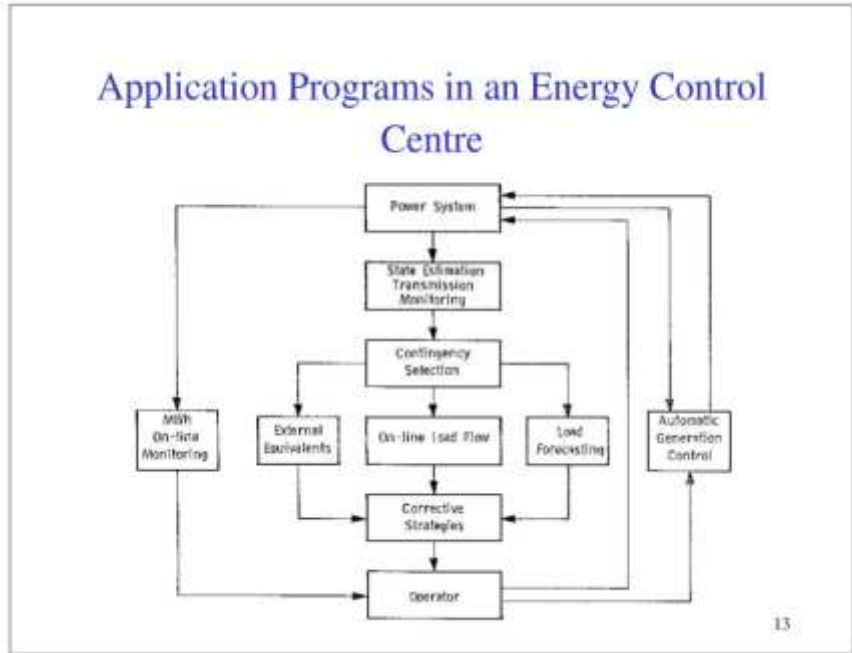 Application Programs in an Energy Control
Centre
Power System
State Estimation
Transmission
Monitoring
Contingency
Selection
MWh
On-line
Monitoring
External
Equivalents
On-line Load Flow
Load
Forecasting
Automatic
Generation
Control
Corrective
Strategies
Operator
13